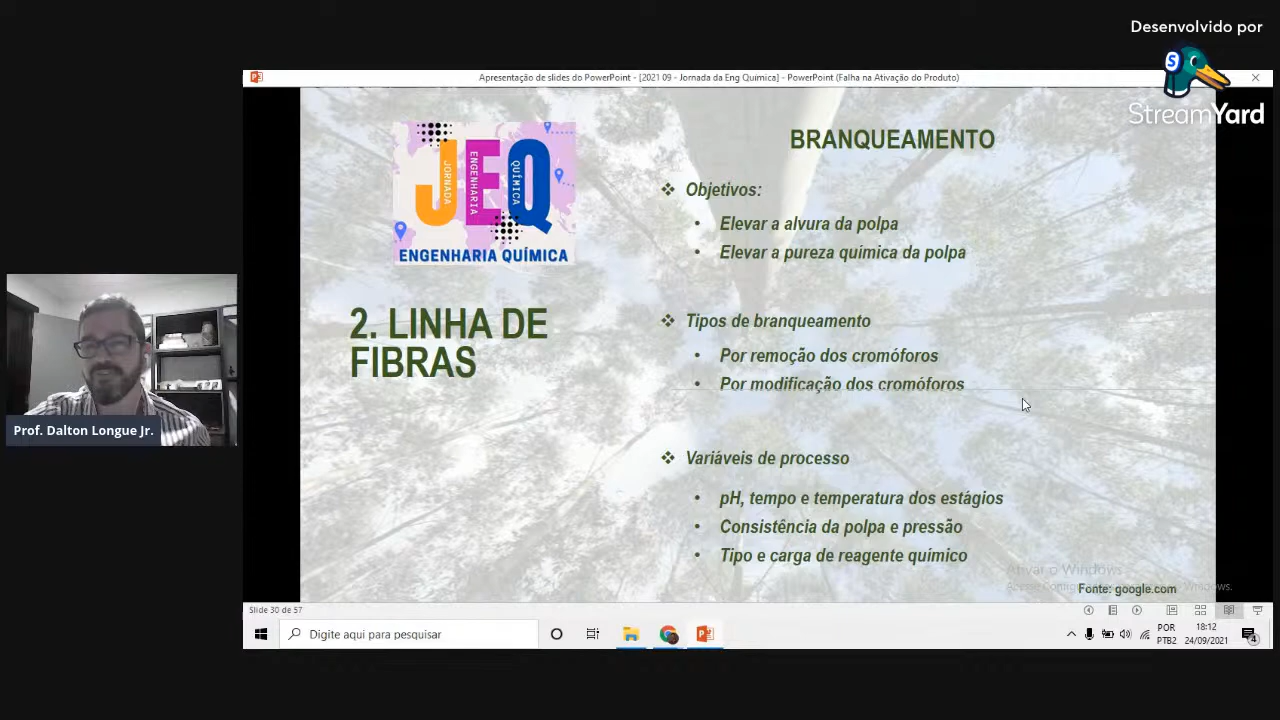 Desenvolvido por
StreamYard
Apresentação de slides do PowerPoint - [2021 09 - Jornada da Eng Química] - PowerPoint (Falha na Ativação do Produto)
JEQ
JORNADA
ENGENHARIA
QUÍMICA
ENGENHARIA QUÍMICA
2. LINHA DE
FIBRAS
BRANQUEAMENTO
Objetivos:
• Elevar a alvura da polpa
• Elevar a pureza química da polpa
Tipos de branqueamento
• Por remoção dos cromóforos
• Por modificação dos cromóforos
Variáveis de processo
• pH, tempo e temperatura dos estágios
• Consistência da polpa e pressão
• Tipo e carga de reagente químico
Ativar o Windows
Windows.
Fonte: google.com
Prof. Dalton Longue Jr.
Slide 30 de 57
Digite aqui para pesquisar
POR
PTB2
18:12
24/09/2021
4